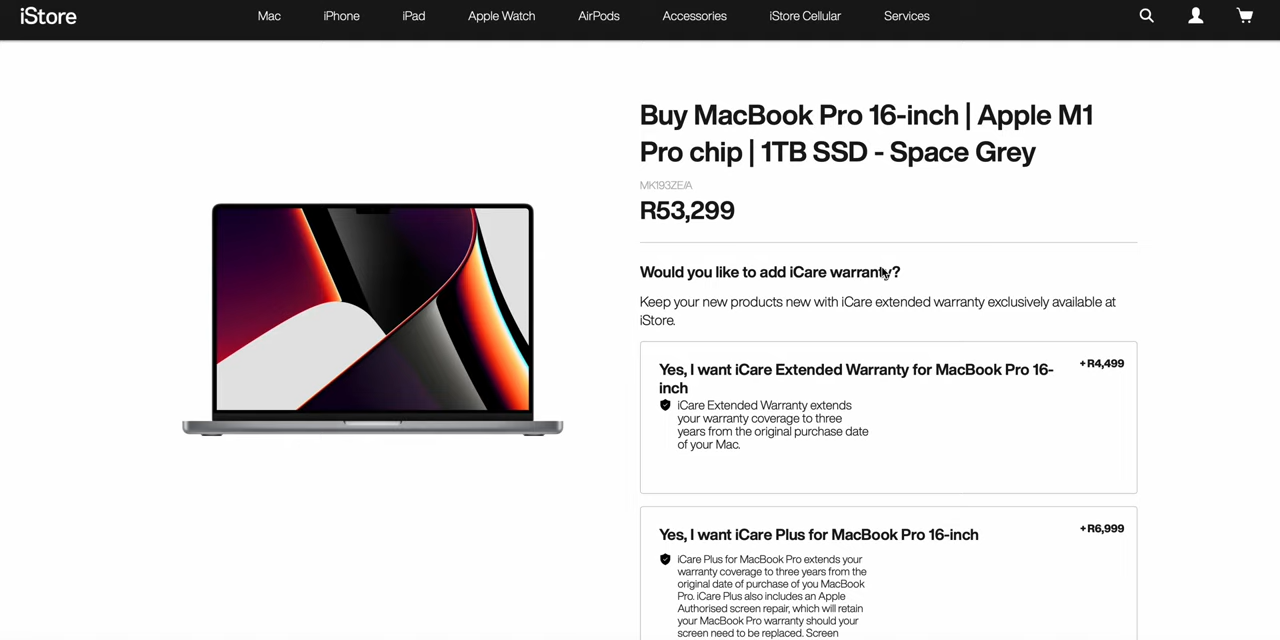 iStore
Mac iPhone iPad Apple Watch AirPods Accessories iStore Cellular Services
Buy MacBook Pro 16-inch | Apple M1
Pro chip | 1TB SSD - Space Grey
MK193ZE/A
R53,299
Would you like to add iCare warranty?
Keep your new products new with iCare extended warranty exclusively available at
iStore.
Yes, I want iCare Extended Warranty for MacBook Pro 16-
inch
+R4,499
iCare Extended Warranty extends
your warranty coverage to three
years from the original purchase date
of your Mac.
Yes, I want iCare Plus for MacBook Pro 16-inch
+R6,999
iCare Plus for MacBook Pro extends your
warranty coverage to three years from the
original date of purchase of you MacBook
Pro. iCare Plus also includes an Apple
Authorised screen repair, which will retain
your MacBook Pro warranty should your
screen need to be replaced. Screen